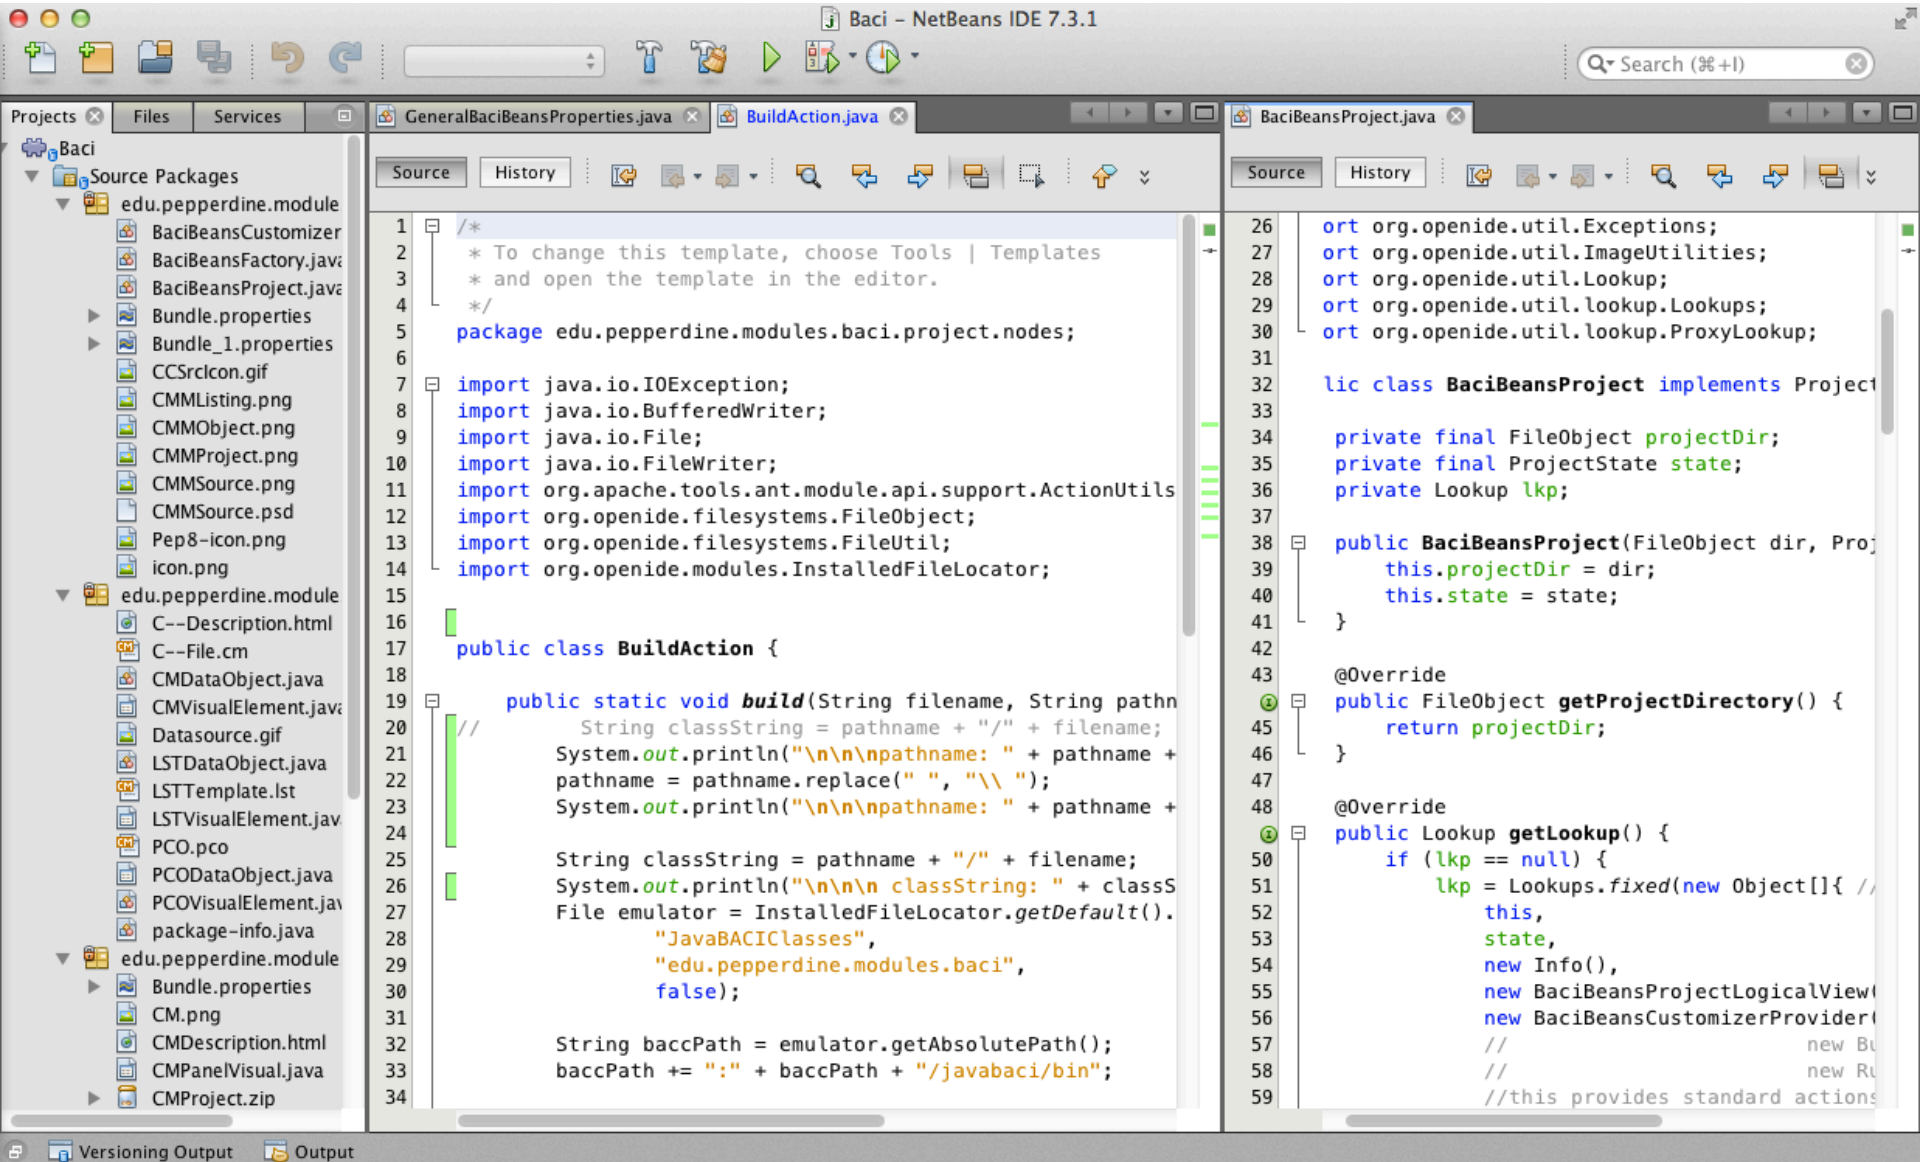 Baci – NetBeans IDE 7.3.1
Search (⌘+I)
Projects
Files
Services
Baci
Source Packages
edu.pepperdine.module
BaciBeansCustomizer
BaciBeansFactory.java
BaciBeansProject.java
Bundle.properties
Bundle_1.properties
CCSrcIcon.gif
CMMListing.png
CMMObject.png
CMMProject.png
CMMSource.png
CMMSource.psd
Pep8-icon.png
icon.png
edu.pepperdine.module
C--Description.html
C--File.cm
CMDataObject.java
CMVisualElement.java
Datasource.gif
LSTDataObject.java
LSTTemplate.lst
LSTVisualElement.jav
PCO.pco
PCODataObject.java
PCOVisualElement.jav
package-info.java
edu.pepperdine.module
Bundle.properties
CM.png
CMDescription.html
CMPanelVisual.java
CMProject.zip
GeneralBaciBeansProperties.java
BuildAction.java
Source
History
1 /*
2 * To change this template, choose Tools | Templates
3 * and open the template in the editor.
4 */
5 package edu.pepperdine.modules.baci.project.nodes;
6
7 import java.io.IOException;
8 import java.io.BufferedWriter;
9 import java.io.File;
10 import java.io.FileWriter;
11 import org.apache.tools.ant.module.api.support.ActionUtils
12 import org.openide.filesystems.FileObject;
13 import org.openide.filesystems.FileUtil;
14 import org.openide.modules.InstalledFileLocator;
15
16
17 public class BuildAction {
18
19 public static void build(String filename, String pathn
20 // String classString = pathname + "/" + filename;
21 System.out.println("\n\n\npathname: " + pathname +
22 pathname = pathname.replace(" ", "\\ ");
23 System.out.println("\n\n\npathname: " + pathname +
24
25 String classString = pathname + "/" + filename;
26 System.out.println("\n\n\n classString: " + classS
27 File emulator = InstalledFileLocator.getDefault().
28 "JavaBACIClasses",
29 "edu.pepperdine.modules.baci",
30 false);
31
32 String baccPath = emulator.getAbsolutePath();
33 baccPath += ":" + baccPath + "/javabaci/bin";
34
BaciBeansProject.java
Source
History
26 ort org.openide.util.Exceptions;
27 ort org.openide.util.ImageUtilities;
28 ort org.openide.util.Lookup;
29 ort org.openide.util.lookup.Lookups;
30 ort org.openide.util.lookup.ProxyLookup;
31
32 lic class BaciBeansProject implements Project
33
34 private final FileObject projectDir;
35 private final ProjectState state;
36 private Lookup lkp;
37
38 public BaciBeansProject(FileObject dir, Proj
39 this.projectDir = dir;
40 this.state = state;
41 }
42
43 @Override
public FileObject getProjectDirectory() {
45 return projectDir;
46 }
47
48 @Override
public Lookup getLookup() {
50 if (lkp == null) {
51 lkp = Lookups.fixed(new Object[]{ //
52 this,
53 state,
54 new Info(),
55 new BaciBeansProjectLogicalView(
56 new BaciBeansCustomizerProvider(
57 // new Bu
58 // new Ru
59 //this provides standard actions
Versioning Output
Output